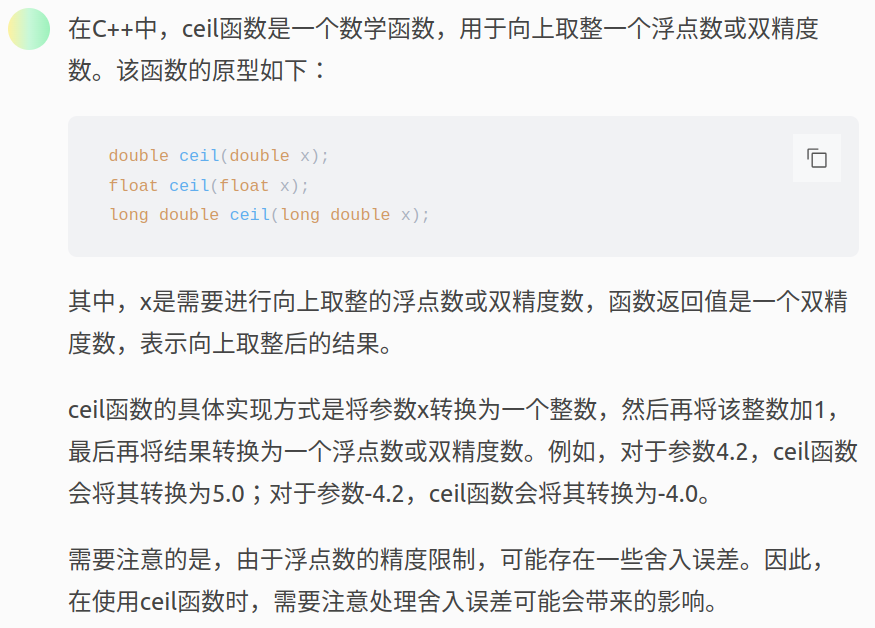 在C++中，ceil函数是一个数学函数，用于向上取整一个浮点数或双精度
数。该函数的原型如下：
double ceil(double x);
float ceil(float x);
long double ceil(long double x);
其中，x是需要进行向上取整的浮点数或双精度数，函数返回值是一个双精
度数，表示向上取整后的结果。
ceil函数的具体实现方式是将参数x转换为一个整数，然后再将该整数加1，
最后再将结果转换为一个浮点数或双精度数。例如，对于参数4.2，ceil函数
会将其转换为5.0；对于参数-4.2，ceil函数会将其转换为-4.0。
需要注意的是，由于浮点数的精度限制，可能存在一些舍入误差。因此，
在使用ceil函数时，需要注意处理舍入误差可能会带来的影响。